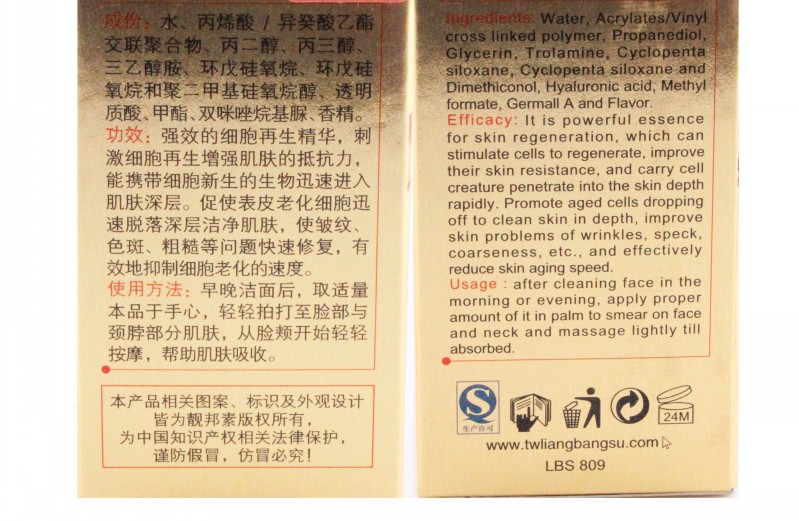 成份：水、丙烯酸 / 异癸酸乙酯
交联聚合物、丙二醇、丙三醇、
三乙醇胺、环戊硅氧烷、环戊硅
氧烷和聚二甲基硅氧烷醇、透明
质酸、甲酯、双咪唑烷基脲、香精。
功效：强效的细胞再生精华，刺
激细胞再生增强肌肤的抵抗力，
能携带细胞新生的生物迅速进入
肌肤深层。促使表皮老化细胞迅
速脱落深层洁净肌肤，使皱纹、
色斑、粗糙等问题快速修复，有
效地抑制细胞老化的速度。
使用方法：早晚洁面后，取适量
本品于手心，轻轻拍打至脸部与
颈脖部分肌肤，从脸颊开始轻轻
按摩，帮助肌肤吸收。
本产品相关图案、标识及外观设计
皆为靓邦素版权所有，
为中国知识产权相关法律保护，
谨防假冒，仿冒必究！
Ingredients: Water, Acrylates/Vinyl
cross linked polymer, Propanediol,
Glycerin, Trolamine, Cyclopenta
siloxane, Cyclopenta siloxane and
Dimethiconol, Hyaluronic acid, Methyl
formate, Germall A and Flavor.
Efficacy: It is powerful essence
for skin regeneration, which can
stimulate cells to regenerate, improve
their skin resistance, and carry cell
creature penetrate into the skin depth
rapidly. Promote aged cells dropping
off to clean skin in depth, improve
skin problems of wrinkles, speck,
coarseness, etc., and effectively
reduce skin aging speed.
Usage : after cleaning face in the
morning or evening, apply proper
amount of it in palm to smear on face
and neck and massage lightly till
absorbed.
生产许可
24M
www.twliangbangsu.com
LBS 809